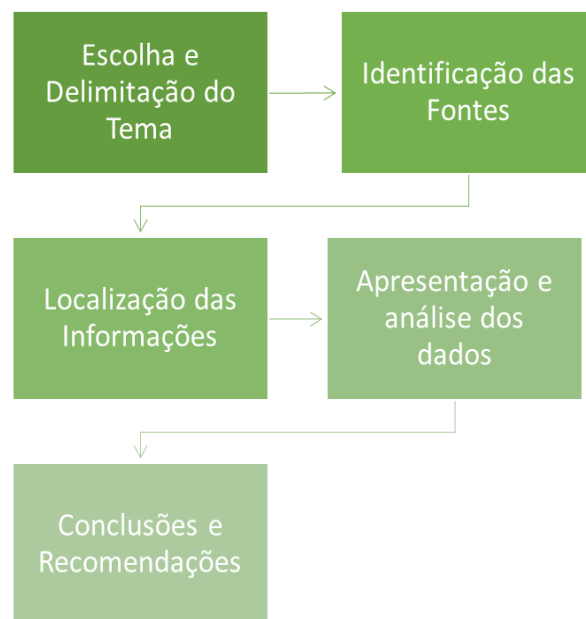 Escolha e
Delimitação do
Tema
Identificação das
Fontes
Localização das
Informações
Apresentação e
análise dos
dados
Conclusões e
Recomendações